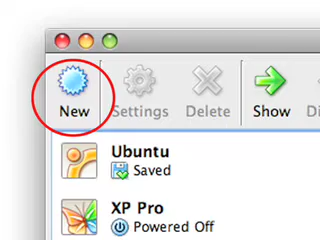 New Settings Delete Show
Ubuntu
Saved
XP Pro
Powered Off